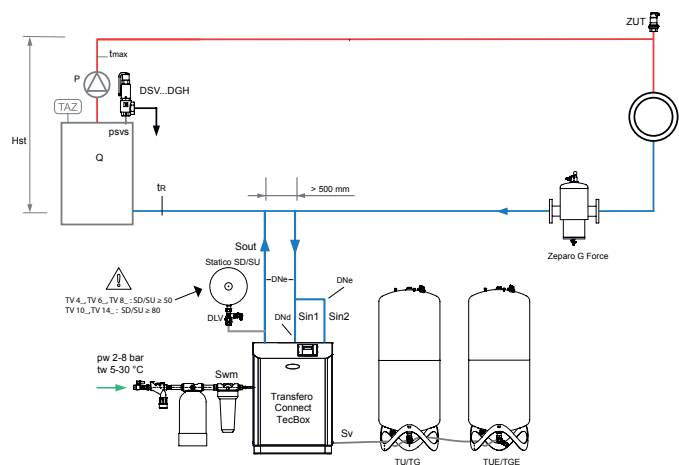 ZUT
tmax
P
DSV...DGH
TAZ
psvs
Hst
Q
tR
> 500 mm
Zeparo G Force
Sout
Statico SD/SU
DNe
DNe
TV 4_,TV 6_,TV 8_ : SD/SU ≥ 50
TV 10_,TV 14_ : SD/SU ≥ 80
DLV
DNd
Sin1
Sin2
pw 2-8 bar
tw 5-30 °C
Swm
Transfero
Connect
TecBox
Sv
TU/TG
TUE/TGE